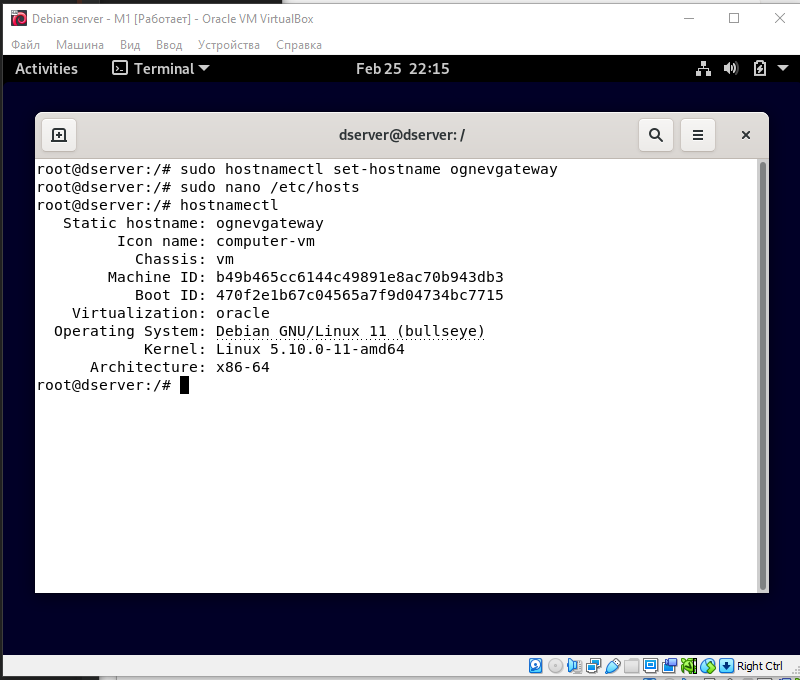 Debian server - M1 [Работает] - Oracle VM VirtualBox
Файл Машина Вид Ввод Устройства Справка
Activities Terminal Feb 25 22:15
dserver@dserver: /
root@dserver:/# sudo hostnamectl set-hostname ognevgateway
root@dserver:/# sudo nano /etc/hosts
root@dserver:/# hostnamectl
Static hostname: ognevgateway
Icon name: computer-vm
Chassis: vm
Machine ID: b49b465cc6144c49891e8ac70b943db3
Boot ID: 470f2e1b67c04565a7f9d04734bc7715
Virtualization: oracle
Operating System: Debian GNU/Linux 11 (bullseye)
Kernel: Linux 5.10.0-11-amd64
Architecture: x86-64
root@dserver:/#
Right Ctrl